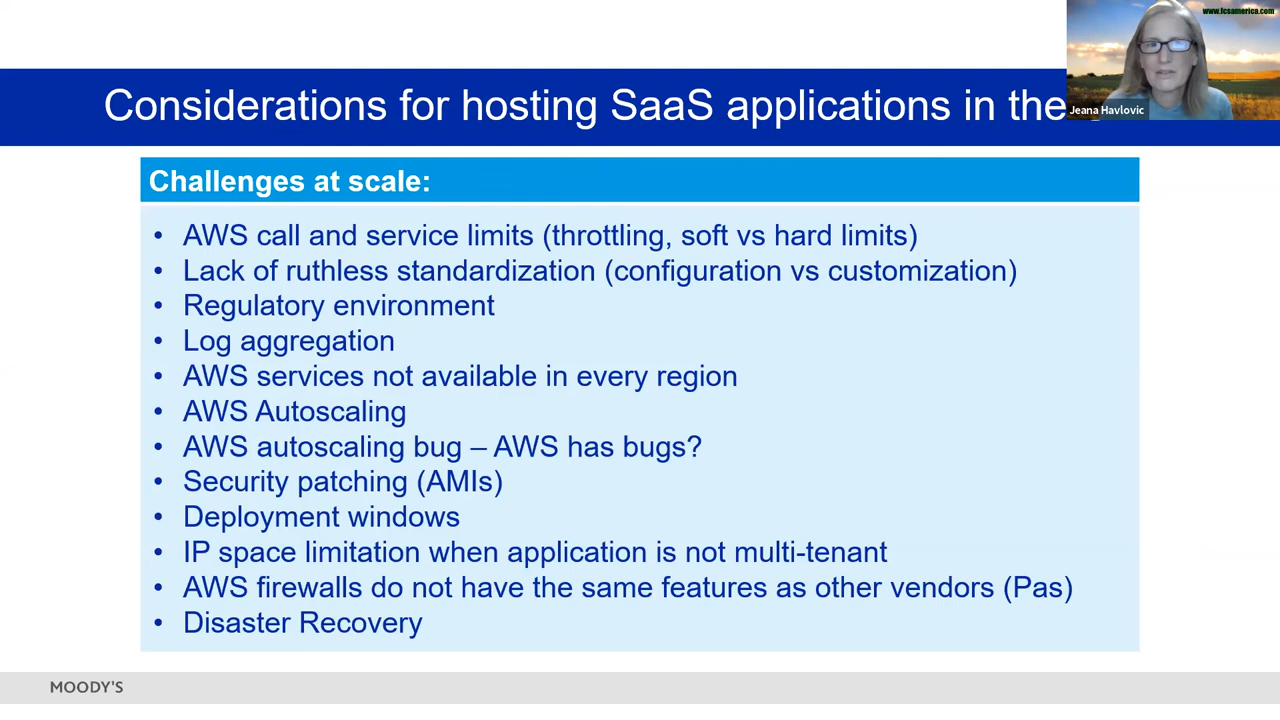 www.fcsamerica.com
Jeana Havlovic
Considerations for hosting SaaS applications in the
Challenges at scale:
• AWS call and service limits (throttling, soft vs hard limits)
• Lack of ruthless standardization (configuration vs customization)
• Regulatory environment
• Log aggregation
• AWS services not available in every region
• AWS Autoscaling
• AWS autoscaling bug – AWS has bugs?
• Security patching (AMIs)
• Deployment windows
• IP space limitation when application is not multi-tenant
• AWS firewalls do not have the same features as other vendors (Pas)
• Disaster Recovery
MOODY'S